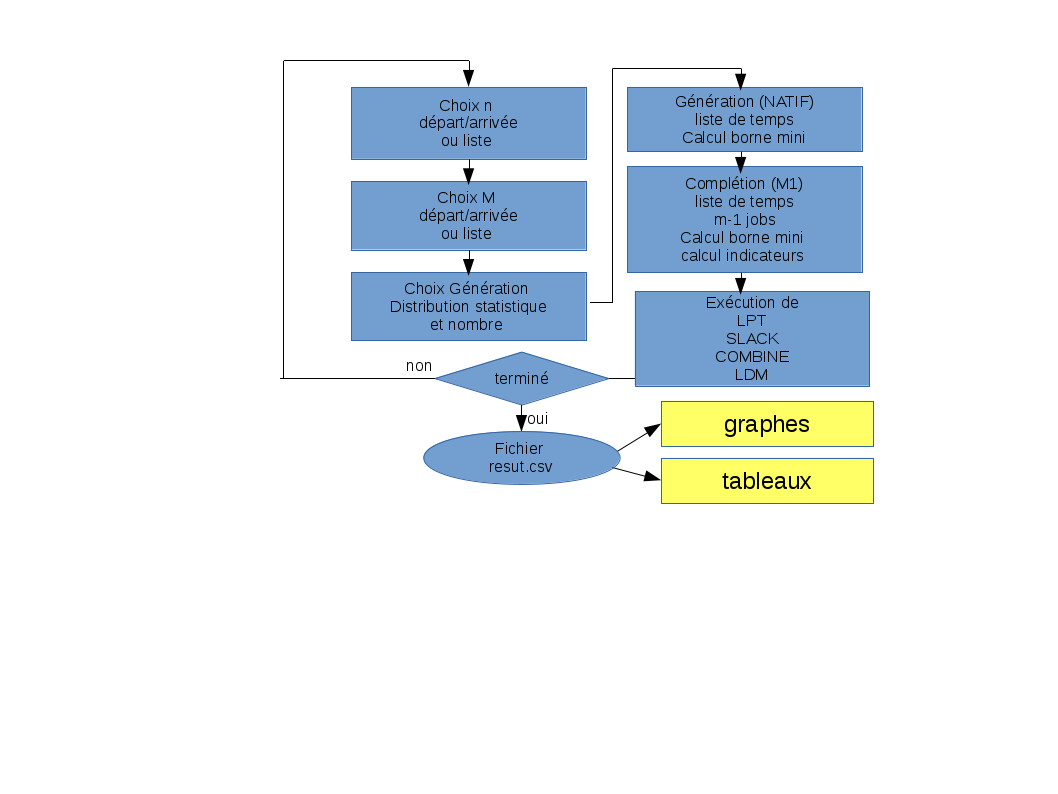 Choix n
départ/arrivée
ou liste
Choix M
départ/arrivée
ou liste
Choix Génération
Distribution statistique
et nombre
Génération (NATIF)
liste de temps
Calcul borne mini
Complétion (M1)
liste de temps
m-1 jobs
Calcul borne mini
calcul indicateurs
Exécution de
LPT
SLACK
COMBINE
LDM
non
terminé
oui
Fichier
resut.csv
graphes
tableaux